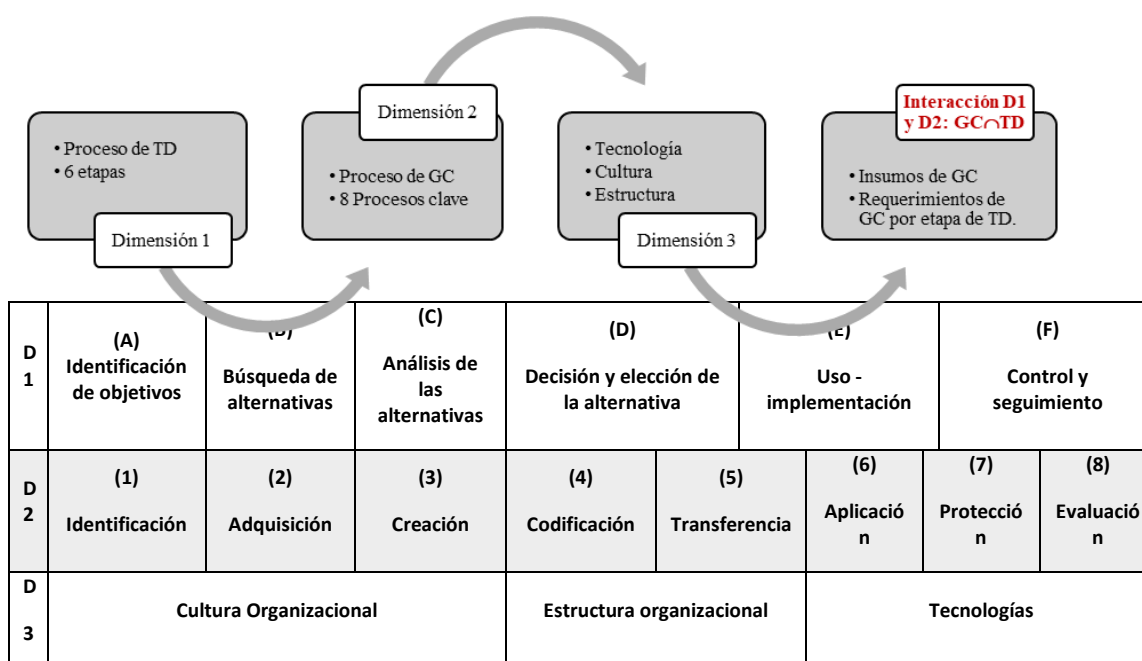 Dimensión 2
Interacción D1
y D2: GC∩TD
• Proceso de TD
• 6 etapas
Dimensión 1
• Proceso de GC
• 8 Procesos clave
• Tecnología
• Cultura
• Estructura
Dimensión 3
• Insumos de GC
• Requerimientos de
GC por etapa de TD.
D
1
(A)
Identificación
de objetivos
(B)
Búsqueda de
alternativas
(C)
Análisis de
las
alternativas
(D)
Decisión y elección de
la alternativa
(E)
Uso -
implementación
(F)
Control y
seguimiento
D
2
(1)
Identificación
(2)
Adquisición
(3)
Creación
(4)
Codificación
(5)
Transferencia
(6)
Aplicació
n
(7)
Protecció
n
(8)
Evaluació
n
D
3
Cultura Organizacional
Estructura organizacional
Tecnologías